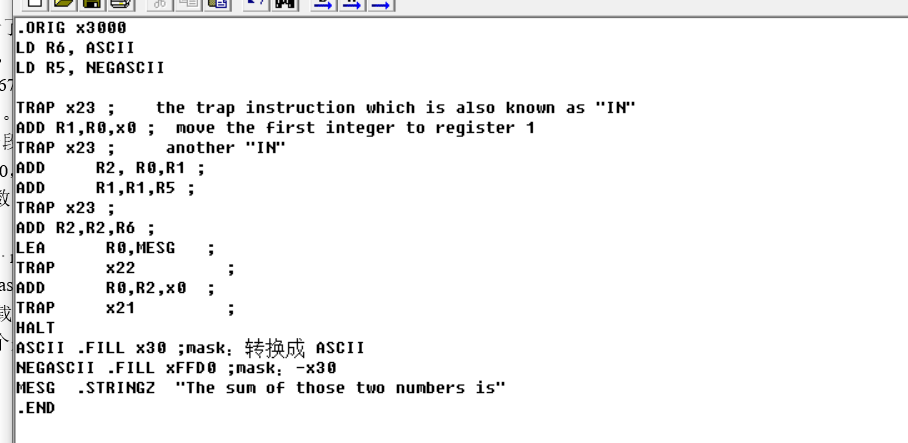 .ORIG x3000
LD R6, ASCII
LD R5, NEGASCII
TRAP x23 ;    the trap instruction which is also known as "IN"
ADD R1,R0,x0 ;  move the first integer to register 1
TRAP x23 ;     another "IN"
ADD     R2, R0,R1 ;
ADD     R1,R1,R5 ;
TRAP x23 ;
ADD R2,R2,R6 ;
LEA      R0,MESG   ;
TRAP     x22         ;
ADD      R0,R2,x0  ;
TRAP     x21         ;
HALT
ASCII .FILL x30 ;mask：转换成 ASCII
NEGASCII .FILL xFFD0 ;mask：-x30
MESG  .STRINGZ  "The sum of those two numbers is"
.END